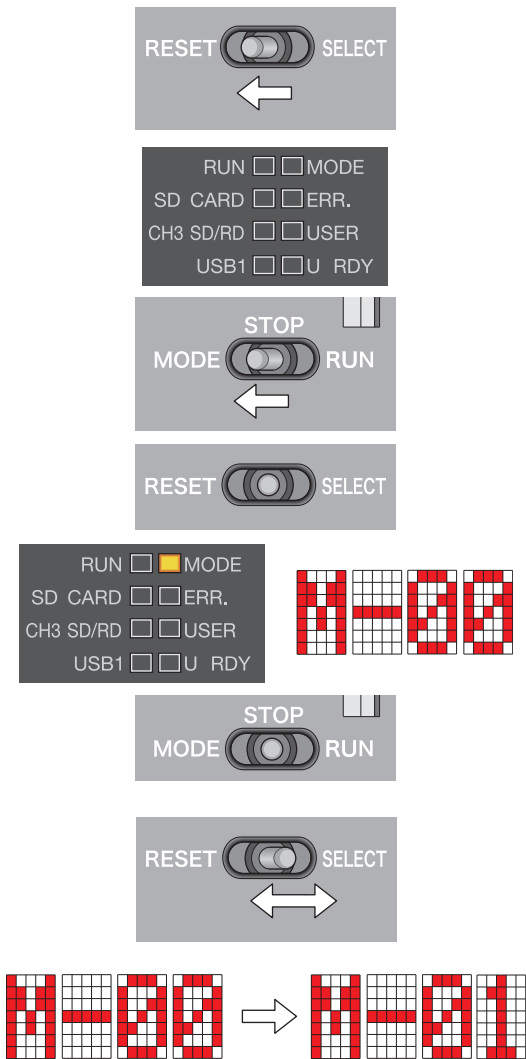 RESET SELECT
RUN MODE
SD CARD ERR.
CH3 SD/RD USER
USB1 U RDY
STOP
MODE RUN
RESET SELECT
RUN MODE
SD CARD ERR.
CH3 SD/RD USER
USB1 U RDY
M-00
STOP
MODE RUN
RESET SELECT
M-00 M-01